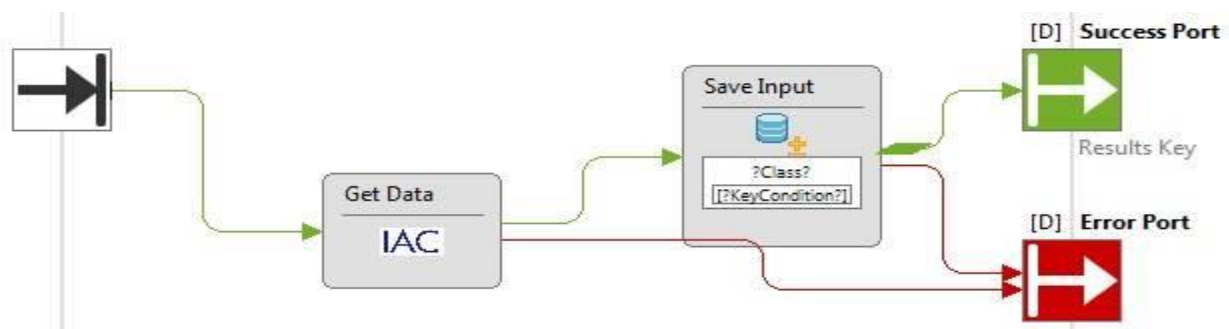 [D] Success Port
Save Input
?Class?
[?KeyCondition?]
Results Key
Get Data
IAC
[D] Error Port